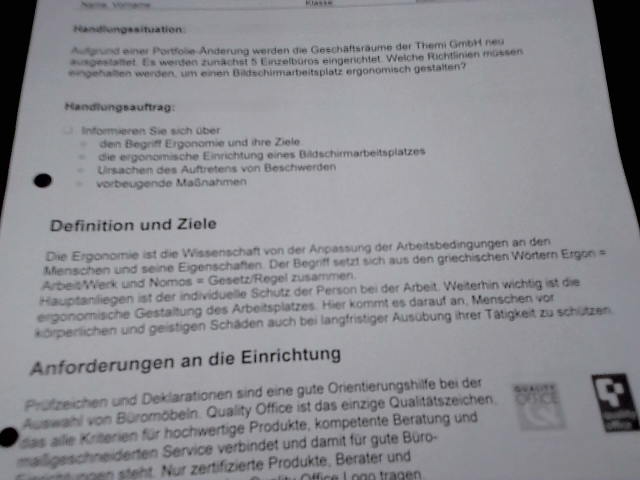 Name, Vorname
Klasse
Handlungssituation:
Aufgrund einer Portfolio-Änderung werden die Geschäftsräume der Themi GmbH neu
ausgestattet. Es werden zunächst 5 Einzelbüros eingerichtet. Welche Richtlinien müssen
eingehalten werden, um einen Bildschirmarbeitsplatz ergonomisch gestalten?
Handlungsauftrag:
Informieren Sie sich über
den Begriff Ergonomie und ihre Ziele
die ergonomische Einrichtung eines Bildschirmarbeitsplatzes
Ursachen des Auftretens von Beschwerden
vorbeugende Maßnahmen
Definition und Ziele
Die Ergonomie ist die Wissenschaft von der Anpassung der Arbeitsbedingungen an den
Menschen und seine Eigenschaften. Der Begriff setzt sich aus den griechischen Wörtern Ergon =
Arbeit/Werk und Nomos = Gesetz/Regel zusammen.
Hauptanliegen ist der individuelle Schutz der Person bei der Arbeit. Weiterhin wichtig ist die
ergonomische Gestaltung des Arbeitsplatzes. Hier kommt es darauf an, Menschen vor
körperlichen und geistigen Schäden auch bei langfristiger Ausübung ihrer Tätigkeit zu schützen.
Anforderungen an die Einrichtung
Prüfzeichen und Deklarationen sind eine gute Orientierungshilfe bei der
Auswahl von Büromöbeln. Quality Office ist das einzige Qualitätszeichen,
das alle Kriterien für hochwertige Produkte, kompetente Beratung und
maßgeschneiderten Service verbindet und damit für gute Büro-
Einrichtungen steht. Nur zertifizierte Produkte, Berater und
Quality Office Logo tragen.
QUALITY
OFFICE
quality
office